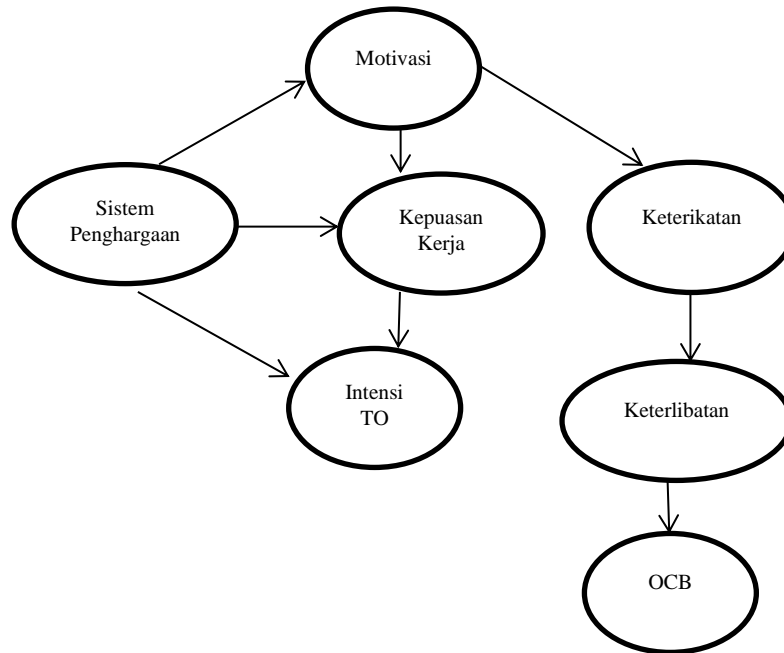 Motivasi
Sistem
Penghargaan
Kepuasan
Kerja
Keterikatan
Intensi
TO
Keterlibatan
OCB